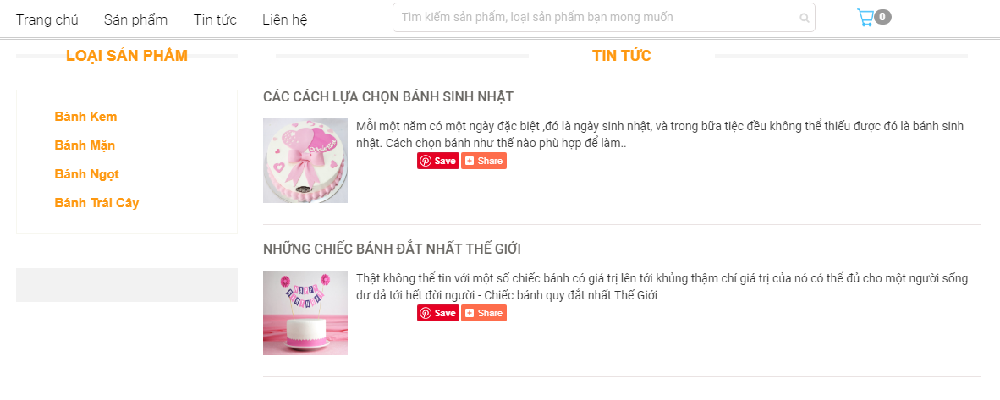 Trang chủ Sản phẩm Tin tức Liên hệ Tìm kiếm sản phẩm, loại sản phẩm bạn mong muốn 0
LOẠI SẢN PHẨM
Bánh Kem
Bánh Mặn
Bánh Ngọt
Bánh Trái Cây
TIN TỨC
CÁC CÁCH LỰA CHỌN BÁNH SINH NHẬT
Mỗi một năm có một ngày đặc biệt ,đó là ngày sinh nhật, và trong bữa tiệc đều không thể thiếu được đó là bánh sinh
nhật. Cách chọn bánh như thế nào phù hợp để làm..
Save Share
NHỮNG CHIẾC BÁNH ĐẮT NHẤT THẾ GIỚI
Thật không thể tin với một số chiếc bánh có giá trị lên tới khủng thậm chí giá trị của nó có thể đủ cho một người sống
dư dả tới hết đời người - Chiếc bánh quy đắt nhất Thế Giới
Save Share